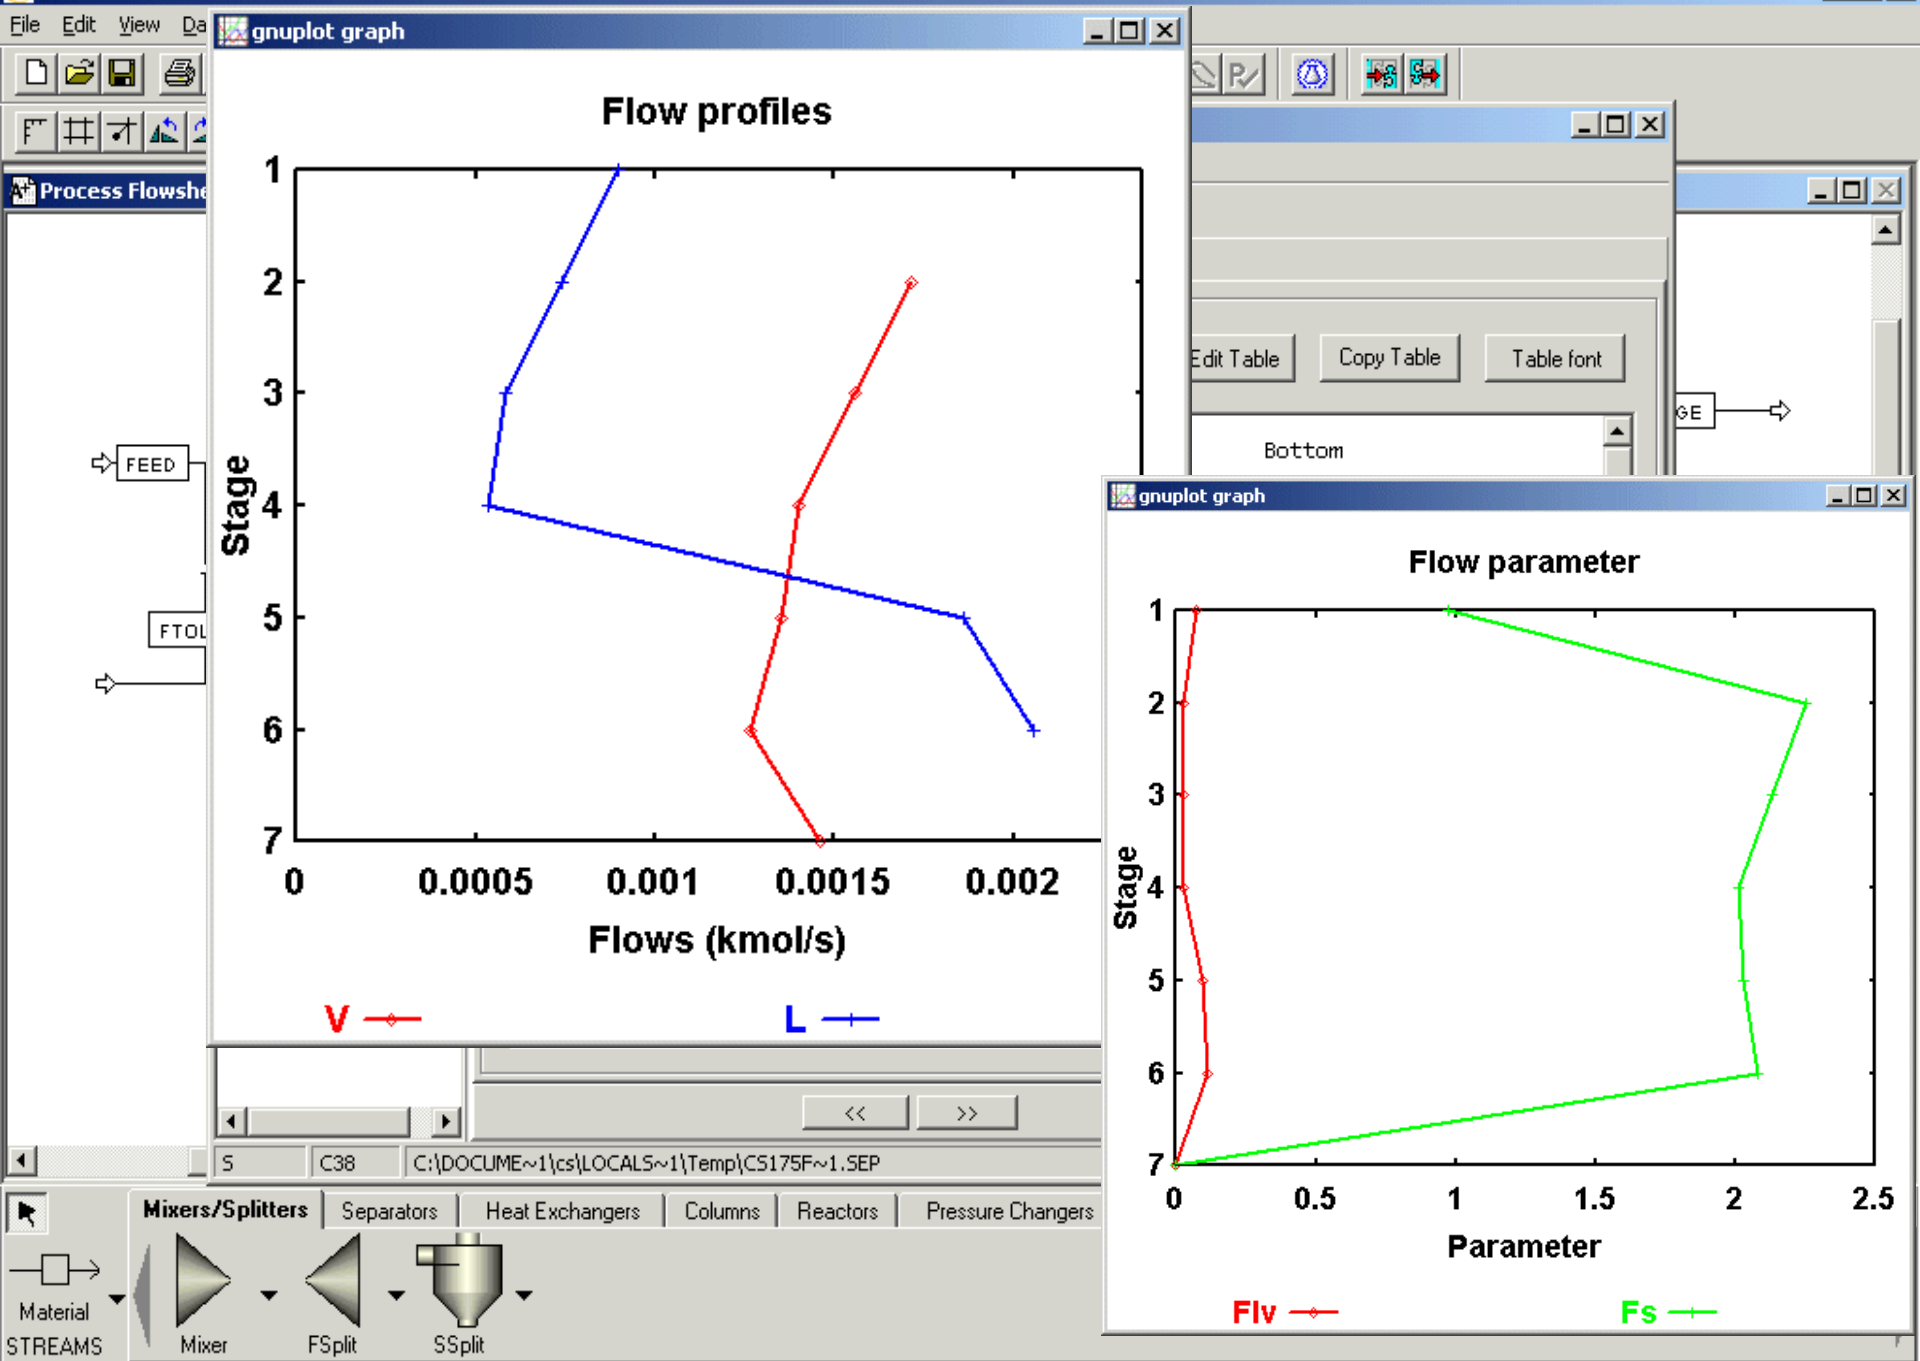 File Edit View Da
gnuplot graph
Flow profiles
Process Flowshe
1
2
3
4
5
6
7
Stage
0 0.0005 0.001 0.0015 0.002
Flows (kmol/s)
V L
FEED
FTOL
Edit Table Copy Table Table font
Bottom
GE
gnuplot graph
Flow parameter
1
2
3
4
5
6
7
Stage
0 0.5 1 1.5 2 2.5
Parameter
Flv Fs
<< >>
S C38 C:\DOCUME~1\cs\LOCALS~1\Temp\CS175F~1.SEP
Mixers/Splitters Separators Heat Exchangers Columns Reactors Pressure Changers
Material
STREAMS
Mixer FSplit SSplit